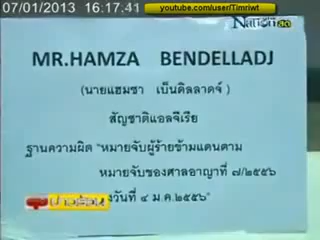 07/01/2013 16:17:41
youtube.com/user/Timriwt
Nation
MR.HAMZA BENDELLADJ
(นายแฮมซา เบ็นดิลลาดจ์)
สัญชาติแอลจีเรีย
ฐานความผิด "หมายจับผู้ร้ายข้ามแดนตาม
หมายจับของศาลอาญาที่ ๗/๒๕๕๖
วันที่ ๔ ม.ค.๒๕๕๖"